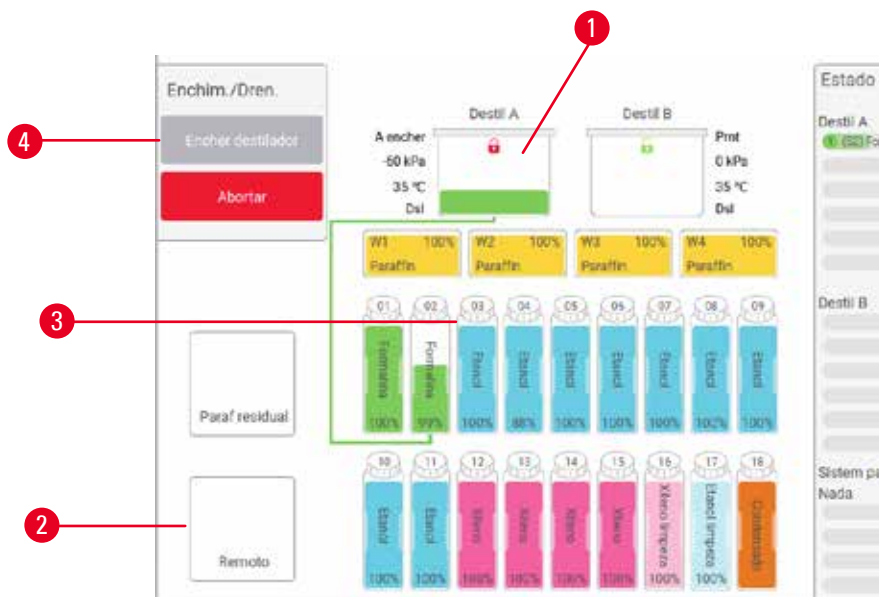 1
Enchim./Dren.
Estado
4
Encher destilador
Abortar
Destil A
Destil B
A encher
-60 kPa
35 °C
Dsl
Prnt
0 kPa
35 °C
Dsl
Destil A
1 (S2) Fo
W1 100%
Paraffin
W2 100%
Paraffin
W3 100%
Paraffin
W4 100%
Paraffin
3
Destil B
01 02 03 04 05 06 07 08 09
Formalina
Formalina
Etanol
Etanol
Etanol
Etanol
Etanol
Etanol
Etanol
100% 99% 100% 88% 100% 100% 100% 100% 100%
Paraf residual
2
Remoto
10 11 12 13 14 15 16 17 18
Etanol
Etanol
Xileno
Xileno
Xileno
Xileno
Xileno limpeza
Etanol limpeza
Condensado
100% 100% 100% 100% 100% 100% 100% 100%
Sistem pa
Nada